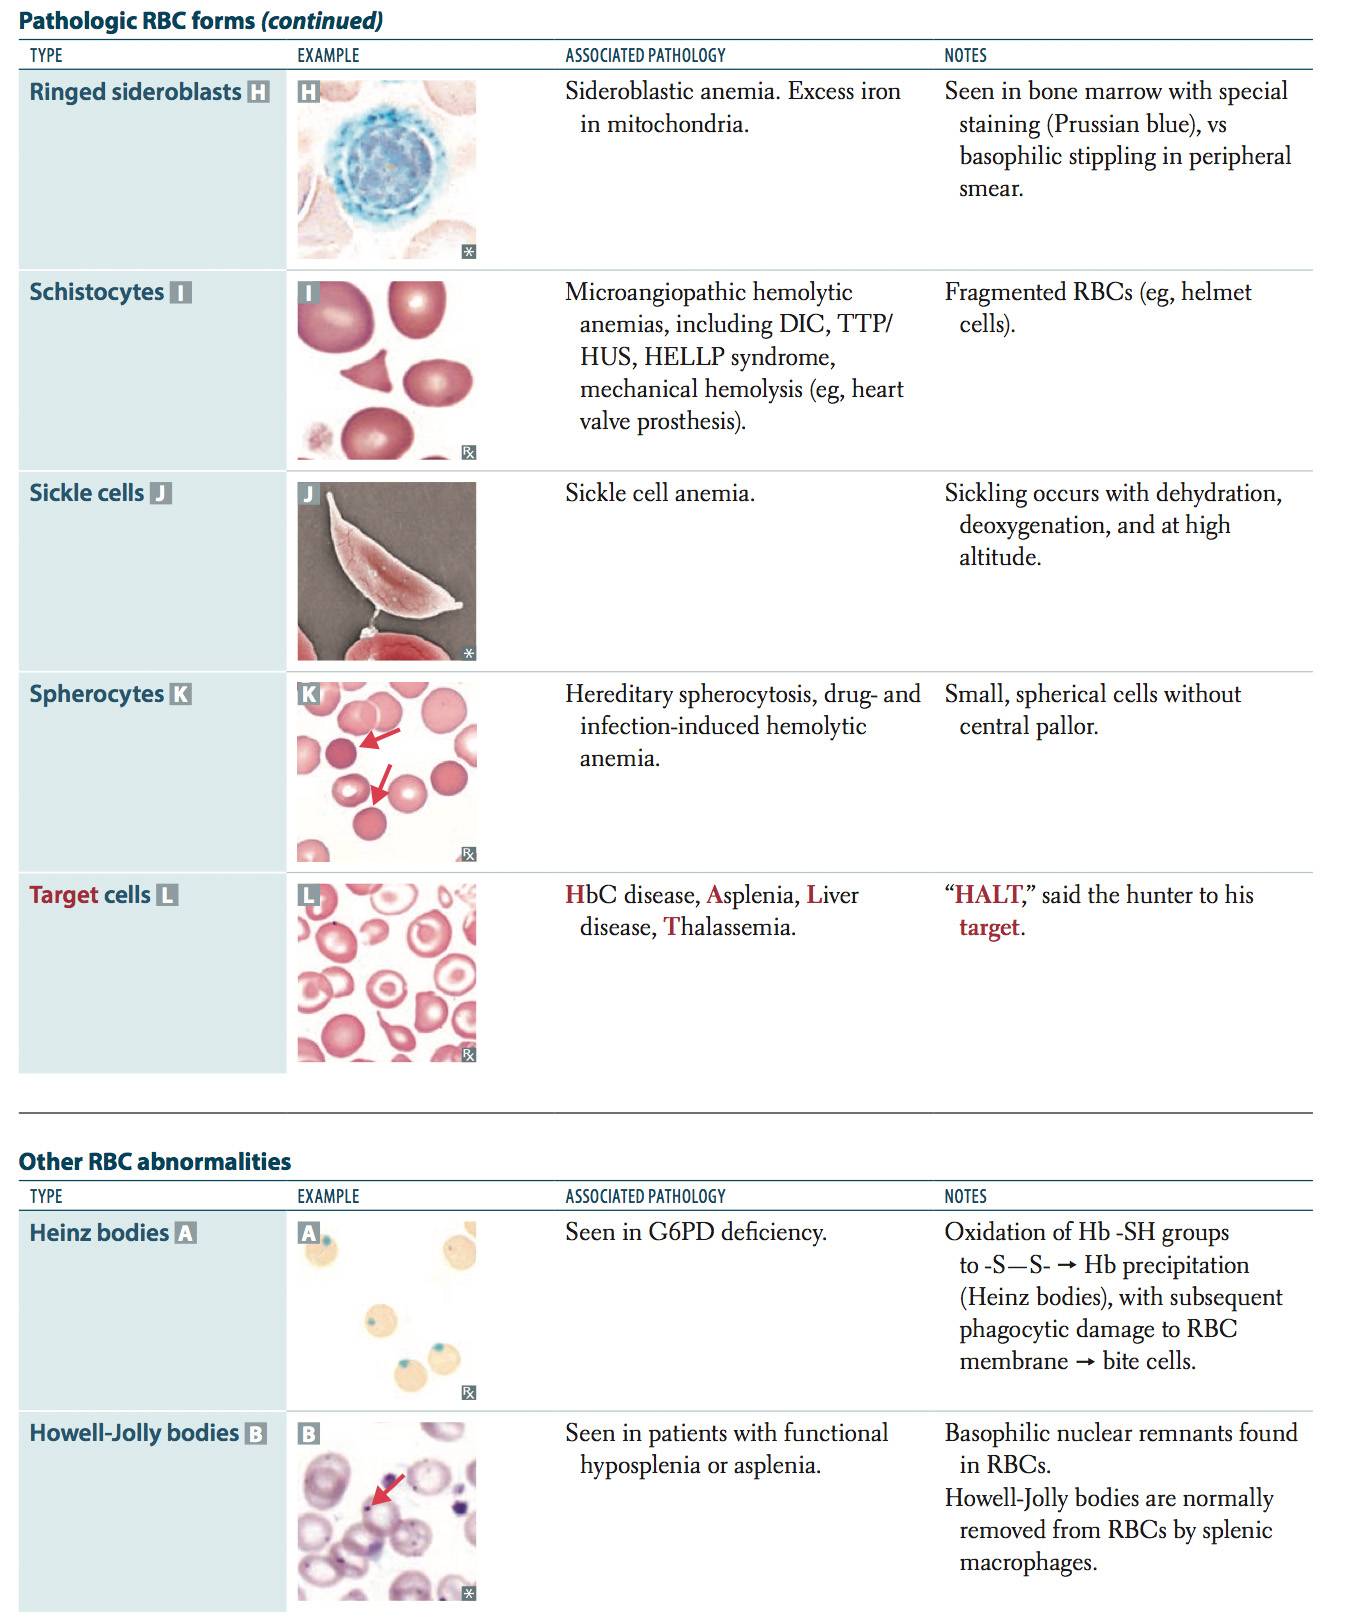 Pathologic RBC forms (continued)
TYPE EXAMPLE ASSOCIATED PATHOLOGY NOTES
Ringed sideroblasts H
H
Sideroblastic anemia. Excess iron
in mitochondria.
Seen in bone marrow with special
staining (Prussian blue), vs
basophilic stippling in peripheral
smear.
*
Schistocytes I
I
Microangiopathic hemolytic
anemias, including DIC, TTP/
HUS, HELLP syndrome,
mechanical hemolysis (eg, heart
valve prosthesis).
Fragmented RBCs (eg, helmet
cells).
Rx
Sickle cells J
J
Sickle cell anemia.
Sickling occurs with dehydration,
deoxygenation, and at high
altitude.
*
Spherocytes K
K
Hereditary spherocytosis, drug- and
infection-induced hemolytic
anemia.
Small, spherical cells without
central pallor.
Rx
Target cells L
L
HbC disease, Asplenia, Liver
disease, Thalassemia.
“HALT,” said the hunter to his
target.
Rx
Other RBC abnormalities
TYPE EXAMPLE ASSOCIATED PATHOLOGY NOTES
Heinz bodies A
A
Seen in G6PD deficiency.
Oxidation of Hb -SH groups
to -S—S- → Hb precipitation
(Heinz bodies), with subsequent
phagocytic damage to RBC
membrane → bite cells.
Rx
Howell-Jolly bodies B
B
Seen in patients with functional
hyposplenia or asplenia.
Basophilic nuclear remnants found
in RBCs.
Howell-Jolly bodies are normally
removed from RBCs by splenic
macrophages.
*